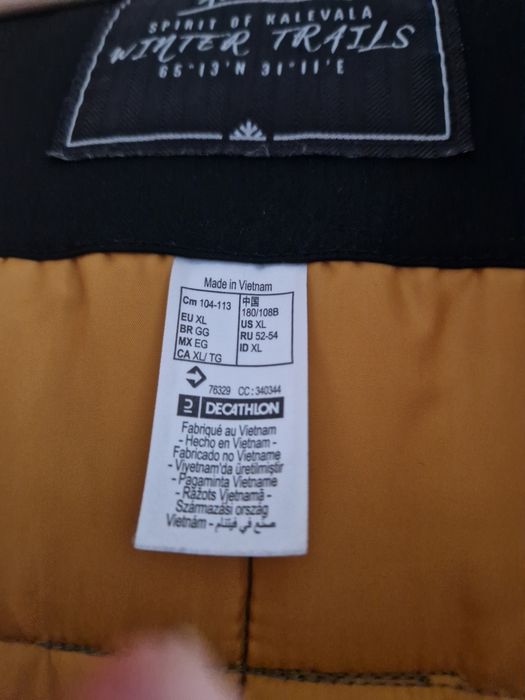 SPIRIT OF KALEVALA
WINTER TRAILS
65°13'N 31°11'E
Made in Vietnam
Cm 104-113
EU XL
BR GG
MX EG
CA XL/ TG
中国
180/108B
US XL
RU 52-54
ID XL
76329 CC: 340344
DECATHLON
Fabriqué au Vietnam
- Hecho en Vietnam -
Fabricado no Vietname
- Viyetnam'da üretilmiştir
- Pagaminta Vietname
- Ražots Vjetnamā -
Származási ország
Vietnám - صنع في فيتنام